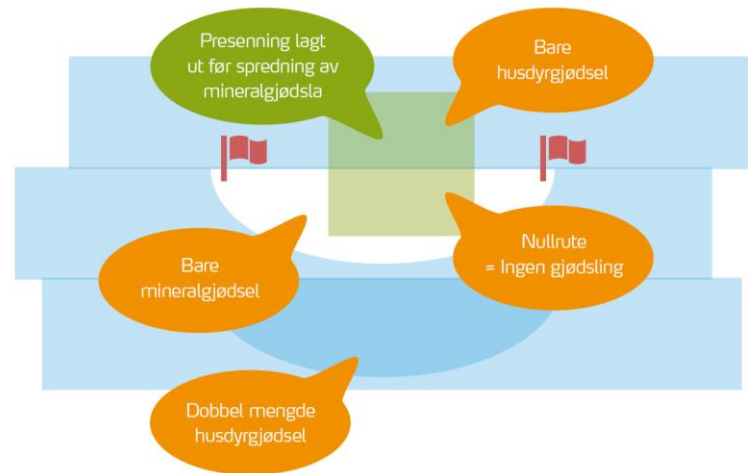 Presenning lagt
ut før spredning av
mineralgjødsla
Bare
husdyrgjødsel
Bare
mineralgjødsel
Nullrute
= Ingen gjødsling
Dobbel mengde
husdyrgjødsel